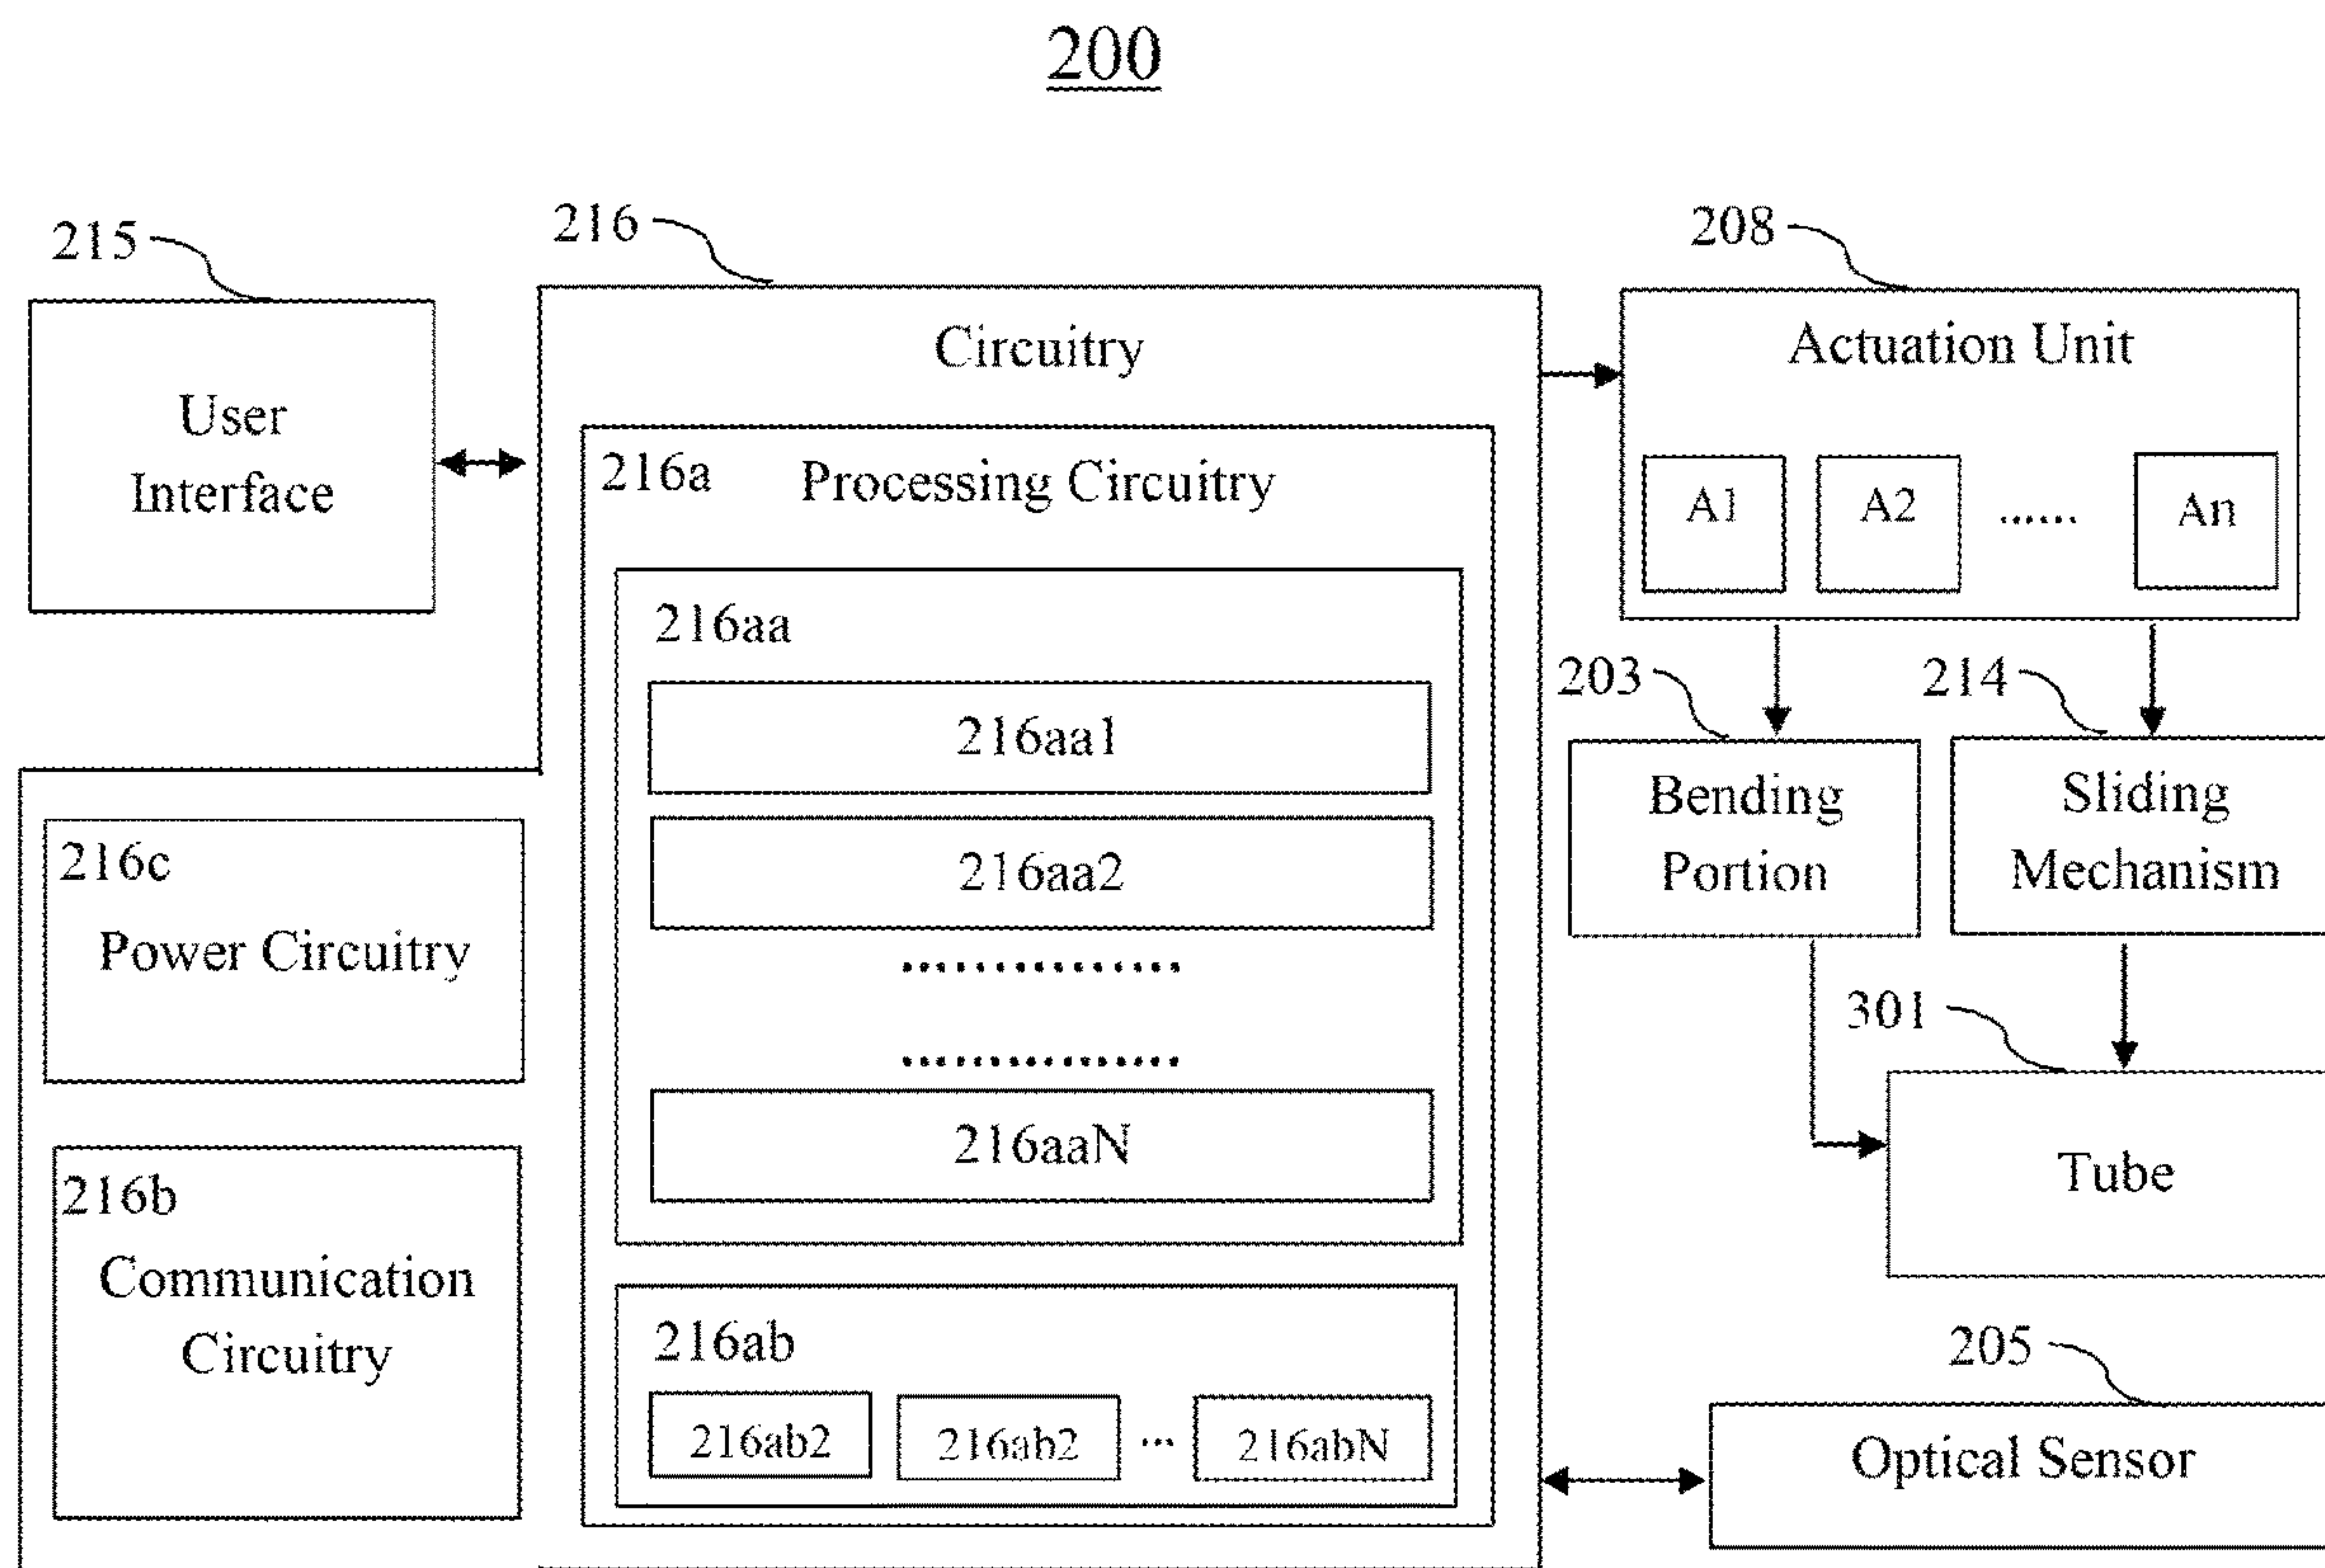 200
215
216
208
User
Interface
Circuitry
Actuation Unit
A1 A2 ...... An
216a Processing Circuitry
216aa
216aa1
216aa2
................
................
216aaN
216ab
216ab2 216ab2 ... 216abN
216c
Power Circuitry
216b
Communication
Circuitry
203
214
Bending
Portion
Sliding
Mechanism
301
Tube
205
Optical Sensor